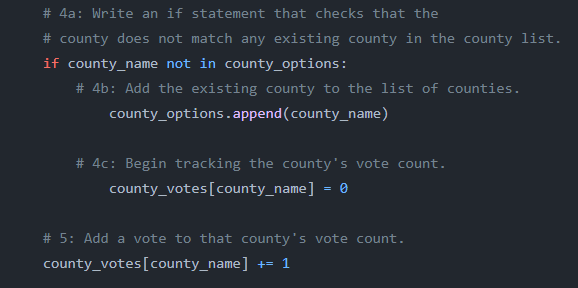 # 4a: Write an if statement that checks that the
# county does not match any existing county in the county list.
if county_name not in county_options:
# 4b: Add the existing county to the list of counties.
county_options.append(county_name)
# 4c: Begin tracking the county's vote count.
county_votes[county_name] = 0
# 5: Add a vote to that county's vote count.
county_votes[county_name] += 1